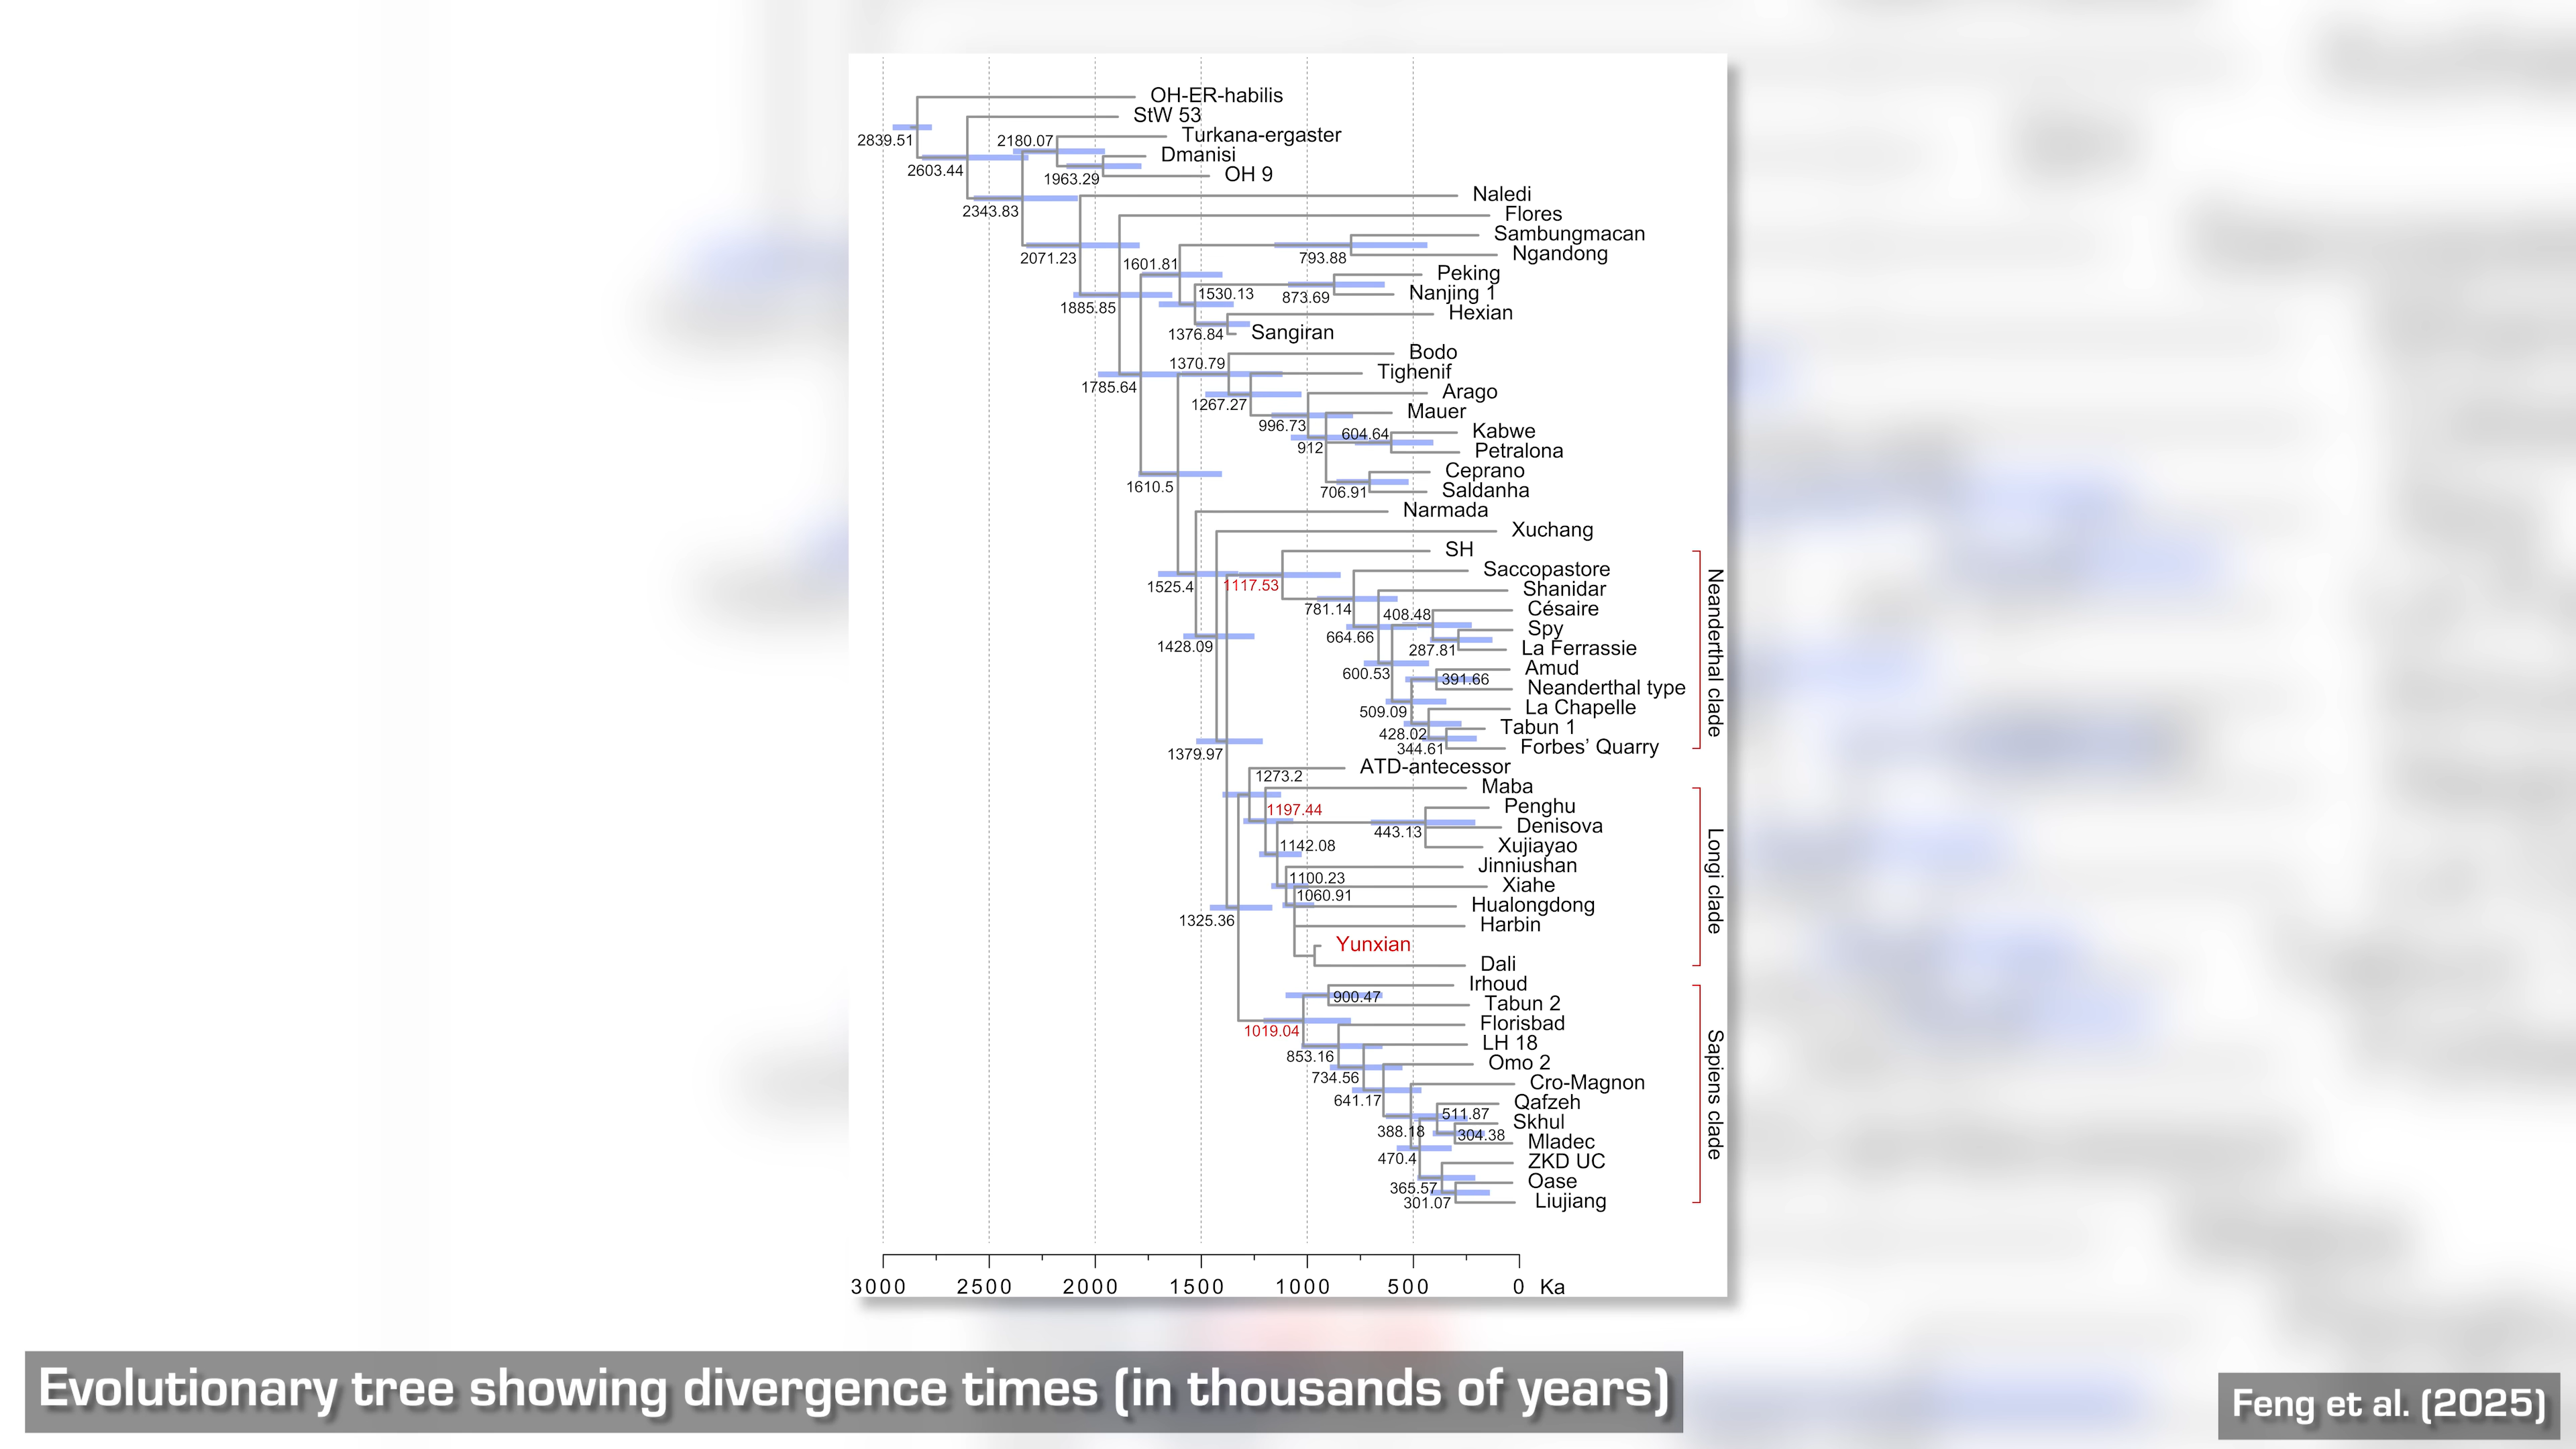 OH-ER-habilis
StW 53
2839.51
2180.07 Turkana-ergaster
Dmanisi
2603.44
1963.29 OH 9
Naledi
2343.83
Flores
Sambungmacan
2071.23
1601.81
793.88 Ngandong
Peking
1530.13
873.69 Nanjing 1
1885.85
Hexian
1376.84 Sangiran
Bodo
1370.79
Tighenif
1785.64
Arago
1267.27
Mauer
996.73
604.64 Kabwe
912
Petralona
Ceprano
1610.5
706.91 Saldanha
Narmada
Xuchang
SH
Saccopastore
1525.4
1117.53
Shanidar
781.14
408.48 Césaire
Spy
664.66
1428.09
287.81 La Ferrassie
Amud
600.53
391.66
Neanderthal type
La Chapelle
509.09
Tabun 1
428.02
344.61 Forbes’ Quarry
1379.97
Neanderthal clade
ATD-antecessor
1273.2
Maba
1197.44
Penghu
443.13 Denisova
1142.08 Xujiayao
Jinniushan
1100.23
Xiahe
1060.91
Hualongdong
1325.36
Harbin
Yunxian
Dali
Longi clade
Irhoud
900.47
Tabun 2
Florisbad
1019.04
LH 18
853.16
Omo 2
734.56
Cro-Magnon
641.17
Qafzeh
511.87
Skhul
388.18
304.38
Mladec
470.4
ZKD UC
Oase
365.57
301.07 Liujiang
Sapiens clade
3000 2500 2000 1500 1000 500 0 Ka
Evolutionary tree showing divergence times (in thousands of years)
Feng et al. (2025)